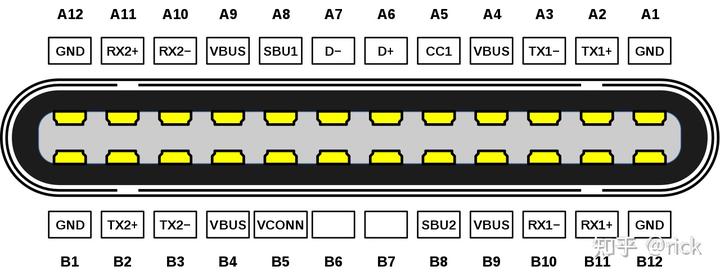 A12 A11 A10 A9 A8 A7 A6 A5 A4 A3 A2 A1
GND RX2+ RX2− VBUS SBU1 D− D+ CC1 VBUS TX1− TX1+ GND
GND TX2+ TX2− VBUS VCONN SBU2 VBUS RX1− RX1+ GND
知乎 @rick
B1 B2 B3 B4 B5 B6 B7 B8 B9 B10 B11 B12